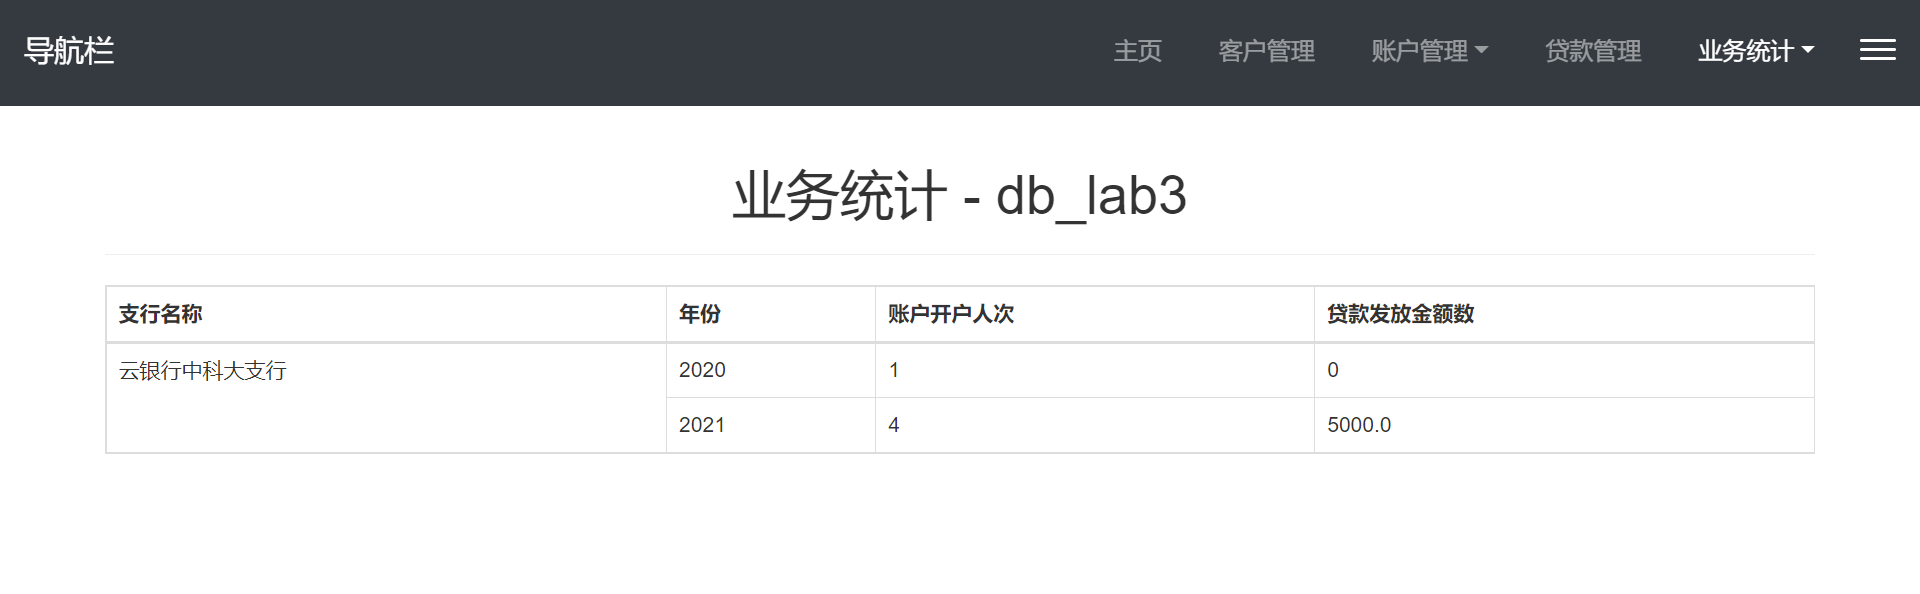 导航栏 主页 客户管理 账户管理 贷款管理 业务统计
业务统计 - db_lab3
支行名称 年份 账户开户人次 贷款发放金额数
云银行中科大支行 2020 1 0
2021 4 5000.0